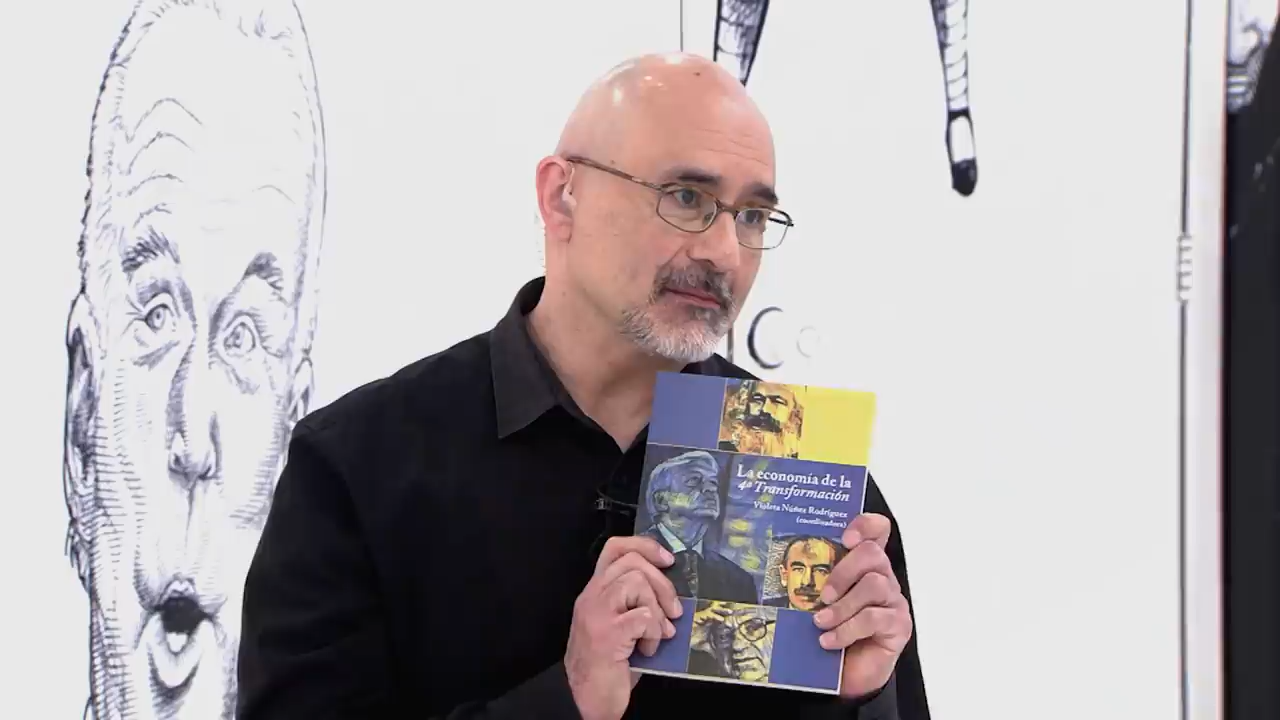 La economía de la
4ª Transformación
Violeta Núñez Rodríguez
(coordinadora)